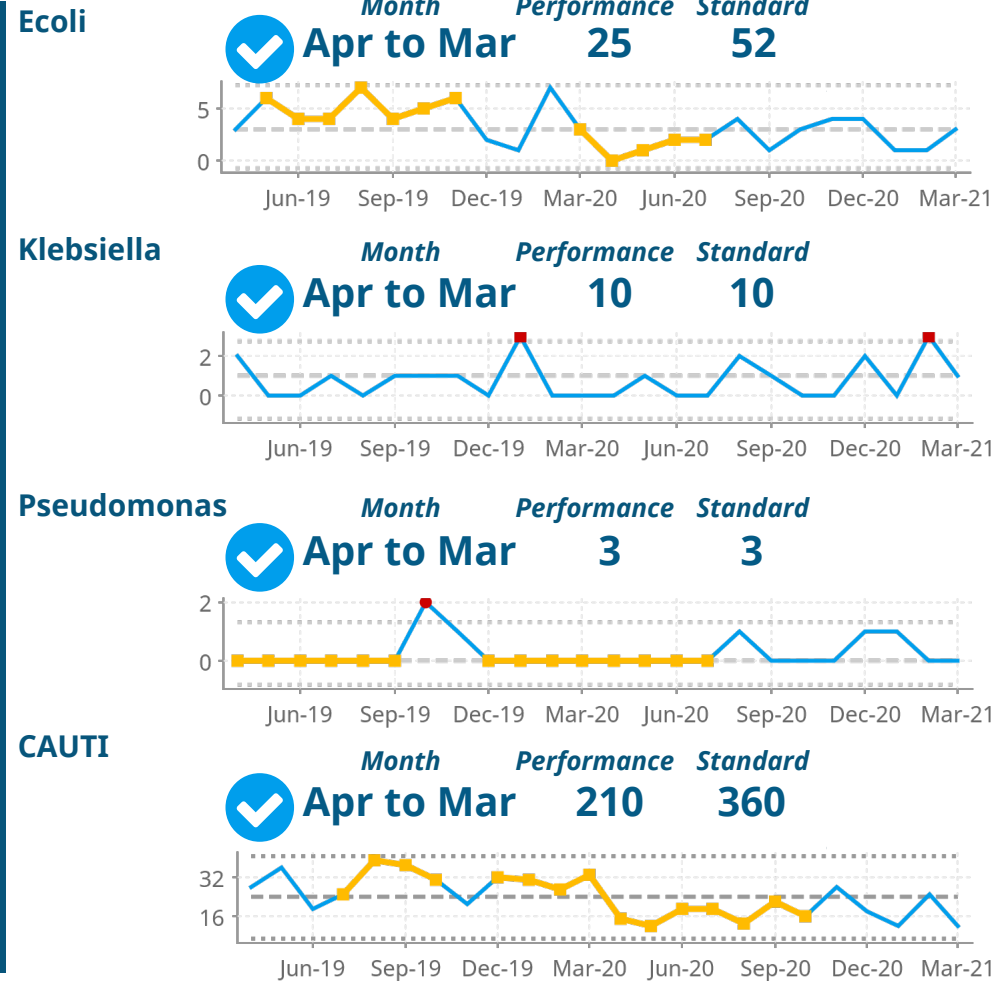 Ecoli
Month Performance Standard
Apr to Mar 25 52
5
0
Jun-19 Sep-19 Dec-19 Mar-20 Jun-20 Sep-20 Dec-20 Mar-21
Klebsiella
Month Performance Standard
Apr to Mar 10 10
2
0
Jun-19 Sep-19 Dec-19 Mar-20 Jun-20 Sep-20 Dec-20 Mar-21
Pseudomonas
Month Performance Standard
Apr to Mar 3 3
2
0
Jun-19 Sep-19 Dec-19 Mar-20 Jun-20 Sep-20 Dec-20 Mar-21
CAUTI
Month Performance Standard
Apr to Mar 210 360
32
16
Jun-19 Sep-19 Dec-19 Mar-20 Jun-20 Sep-20 Dec-20 Mar-21